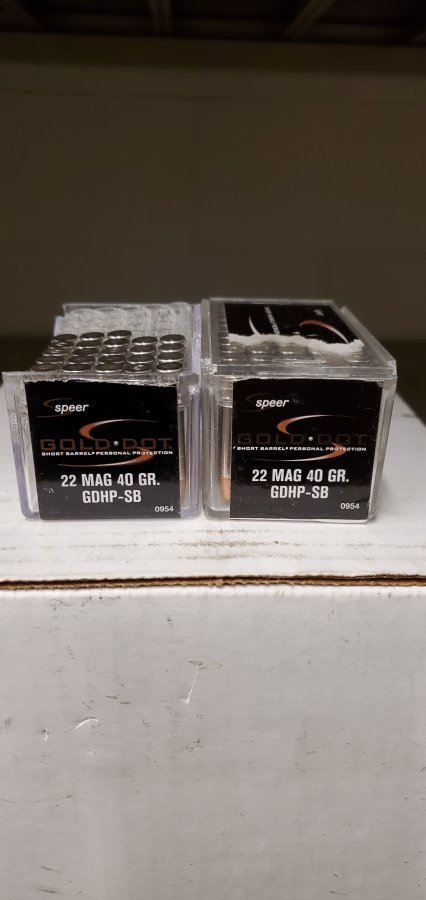 speer
GOLD DOT
SHORT BARREL PERSONAL PROTECTION
22 MAG 40 GR.
GDHP-SB
0954
speer
GOLD DOT
SHORT BARREL PERSONAL PROTECTION
22 MAG 40 GR.
GDHP-SB
0954